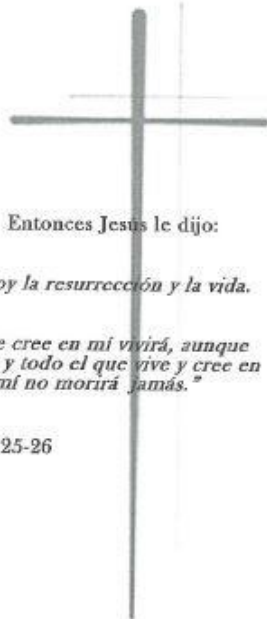 Entonces Jesús le dijo:
oy la resurrección y la vida.
e cree en mí vivirá, aunque
y todo el que vive y cree en
mí no morirá jamás."
25-26